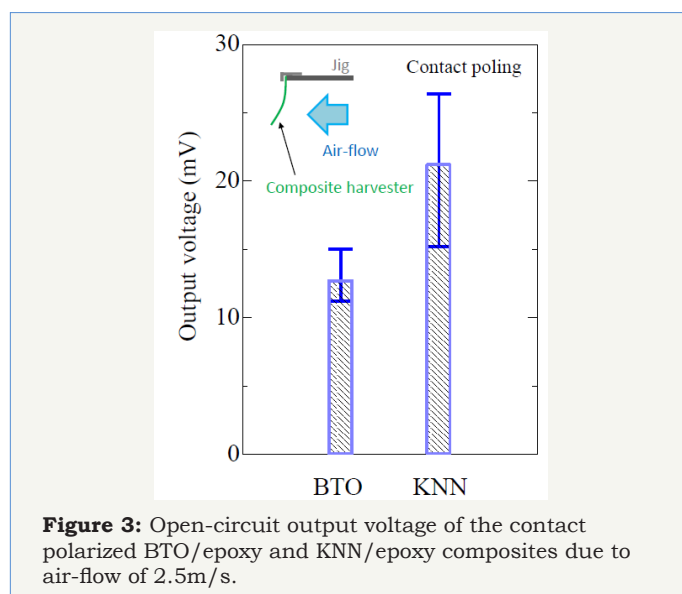 30
Jig
Contact poling
Air-flow
20
Composite harvester
Output voltage (mV)
10
0
BTO KNN
Figure 3: Open-circuit output voltage of the contact
polarized BTO/epoxy and KNN/epoxy composites due to
air-flow of 2.5m/s.